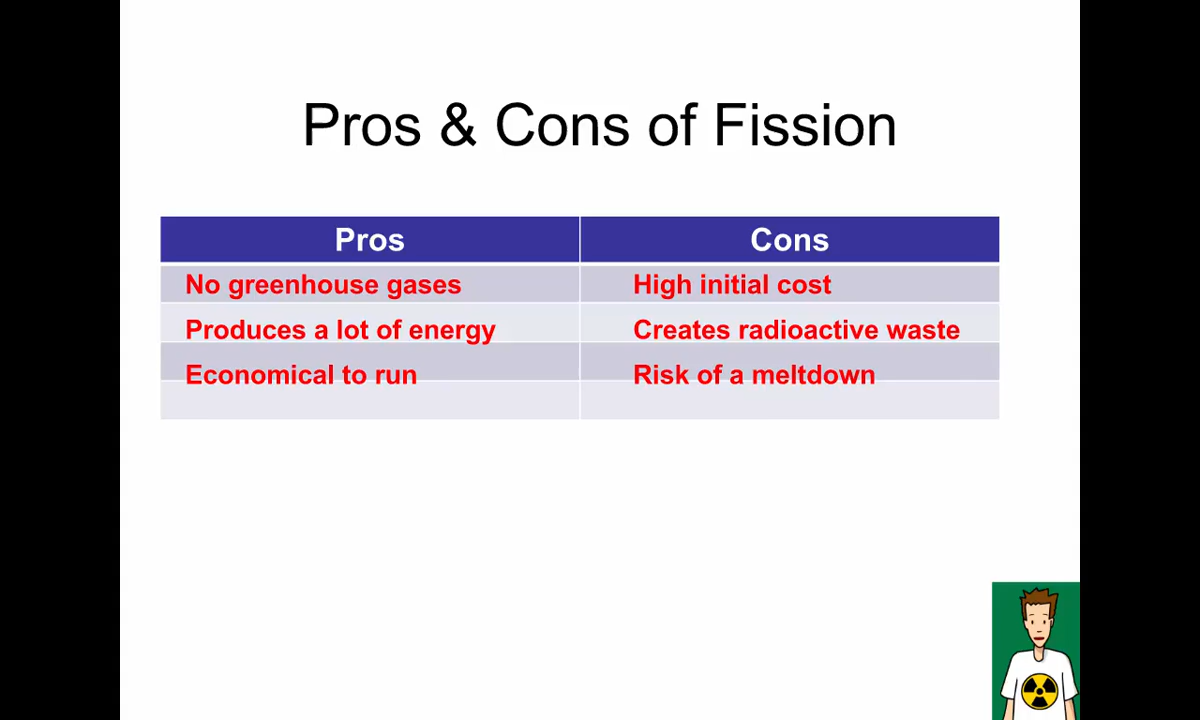 Pros & Cons of Fission
Pros Cons
No greenhouse gases High initial cost
Produces a lot of energy Creates radioactive waste
Economical to run Risk of a meltdown